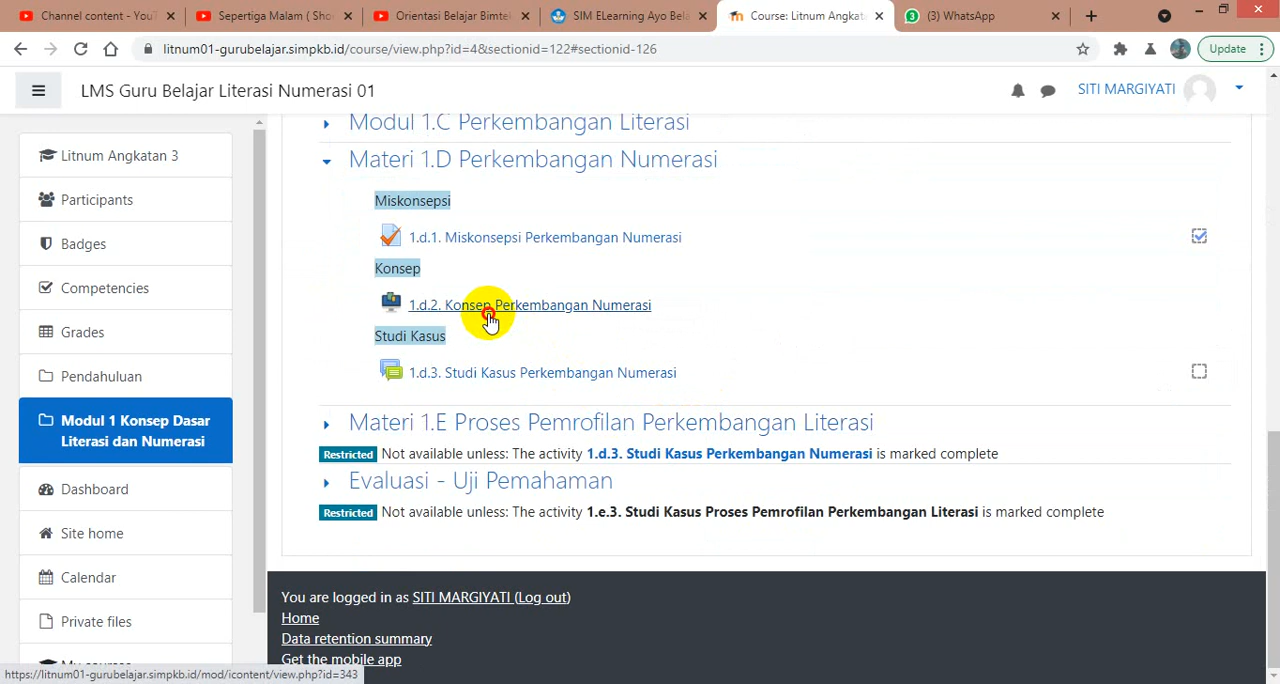 Channel content - YouT
Sepertiga Malam ( Sho
Orientasi Belajar Bimte
SIM ELearning Ayo Bela
Course: Litnum Angkat
(3) WhatsApp
litnum01-gurubelajar.simpkb.id/course/view.php?id=4&sectionid=122#sectionid-126
Update
LMS Guru Belajar Literasi Numerasi 01
SITI MARGIYATI
Litnum Angkatan 3
Participants
Badges
Competencies
Grades
Pendahuluan
Modul 1 Konsep Dasar
Literasi dan Numerasi
Dashboard
Site home
Calendar
Private files
My courses
Modul 1.C Perkembangan Literasi
Materi 1.D Perkembangan Numerasi
Miskonsepsi
1.d.1. Miskonsepsi Perkembangan Numerasi
Konsep
1.d.2. Konsep Perkembangan Numerasi
Studi Kasus
1.d.3. Studi Kasus Perkembangan Numerasi
Materi 1.E Proses Pemrofilan Perkembangan Literasi
Restricted Not available unless: The activity 1.d.3. Studi Kasus Perkembangan Numerasi is marked complete
Evaluasi - Uji Pemahaman
Restricted Not available unless: The activity 1.e.3. Studi Kasus Proses Pemrofilan Perkembangan Literasi is marked complete
You are logged in as SITI MARGIYATI (Log out)
Home
Data retention summary
Get the mobile app
https://litnum01-gurubelajar.simpkb.id/mod/icontent/view.php?id=343